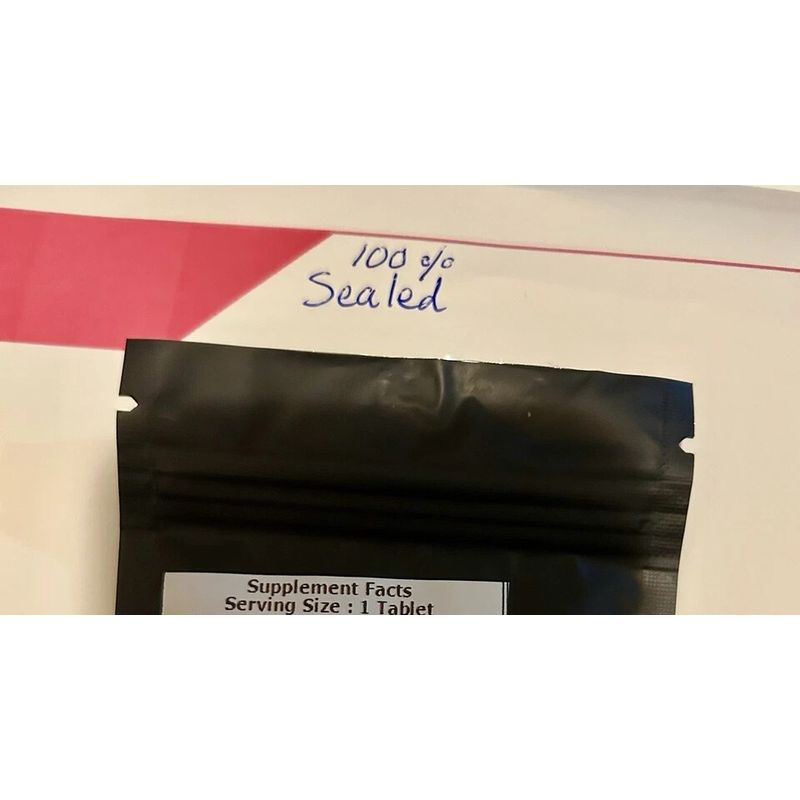 100 %
Sealed
Supplement Facts
Serving Size : 1 Tablet